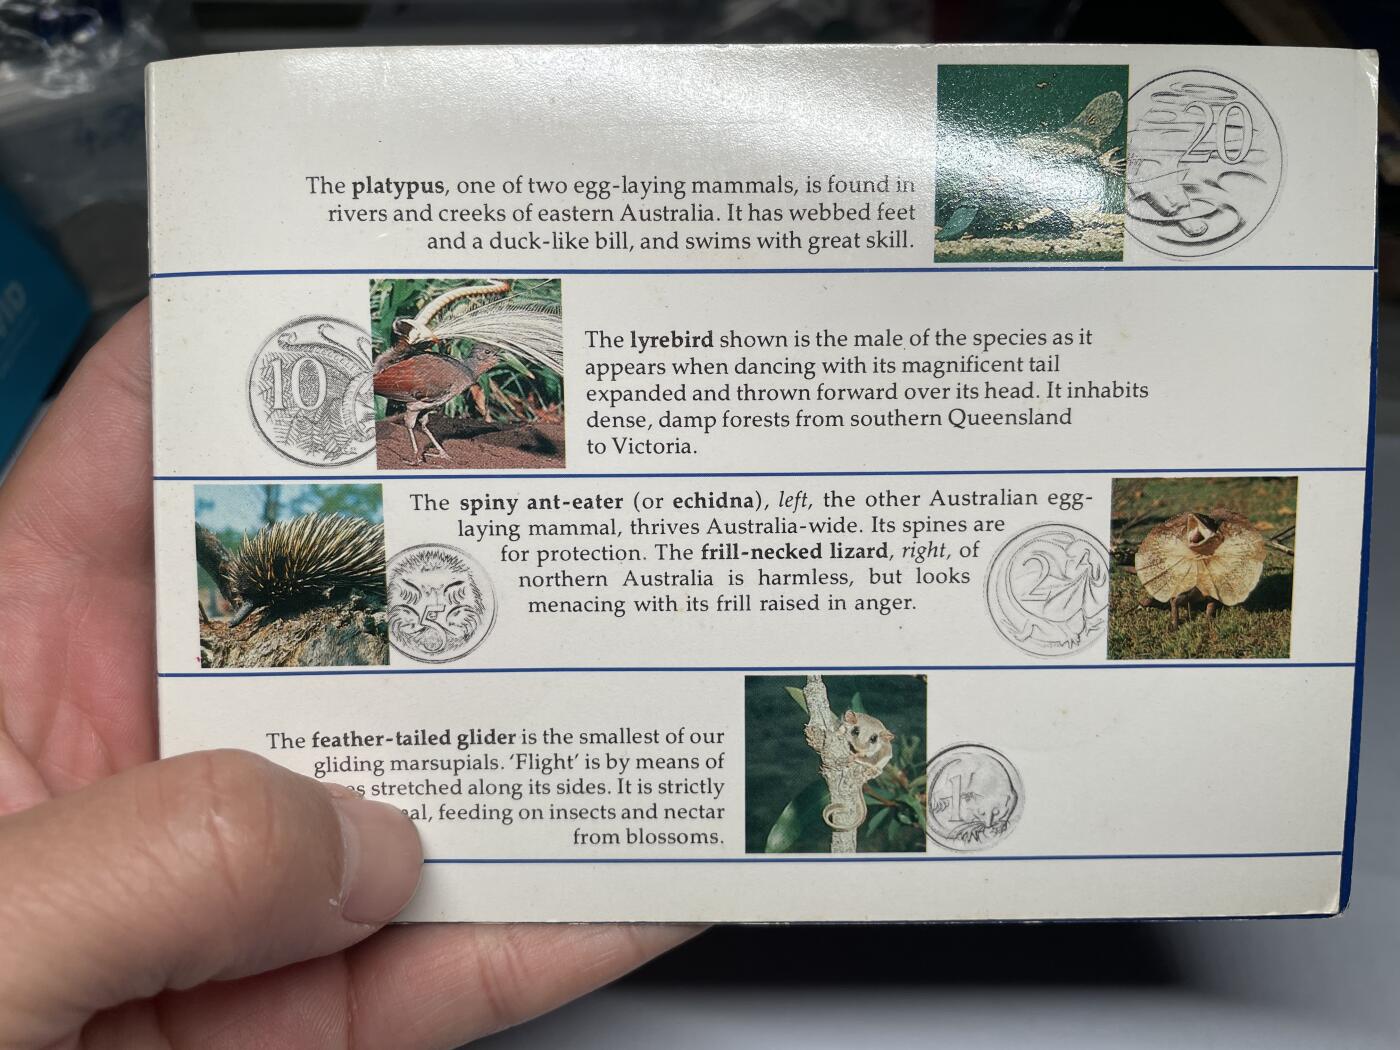 The platypus, one of two egg-laying mammals, is found in
rivers and creeks of eastern Australia. It has webbed feet
and a duck-like bill, and swims with great skill.
20
10
The lyrebird shown is the male of the species as it
appears when dancing with its magnificent tail
expanded and thrown forward over its head. It inhabits
dense, damp forests from southern Queensland
to Victoria.
The spiny ant-eater (or echidna), left, the other Australian egg-
laying mammal, thrives Australia-wide. Its spines are
for protection. The frill-necked lizard, right, of
northern Australia is harmless, but looks
menacing with its frill raised in anger.
5
2
The feather-tailed glider is the smallest of our
gliding marsupials. 'Flight' is by means of
stretched along its sides. It is strictly
feeding on insects and nectar
from blossoms.
1